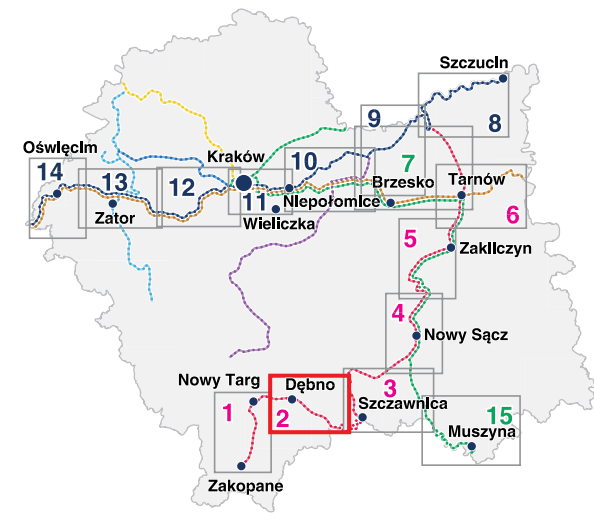 Szczucin
9
8
Oświęcim
Kraków
10
7
14
13
12
11
Brzesko
Tarnów
Niepołomice
Zator
Wieliczka
6
5
Zakliczyn
4
Nowy Sącz
Nowy Targ
Dębno
3
1
2
Szczawnica
15
Muszyna
Zakopane